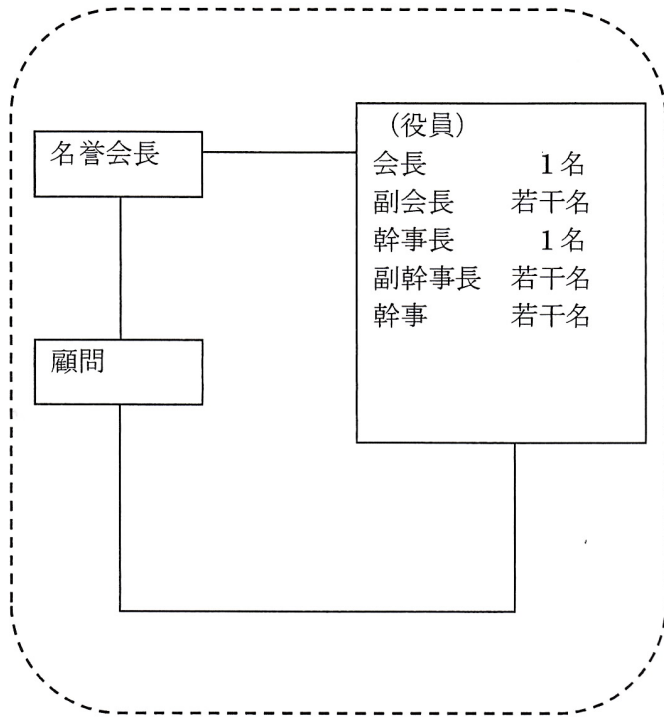 名誉会長
顧問
(役員)
会長 1名
副会長 若干名
幹事長 1名
副幹事長 若干名
幹事 若干名